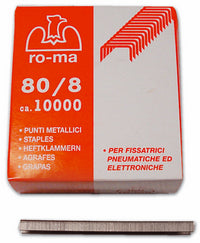 ro-ma
80/8
ca.10000
• PUNTI METALLICI
• STAPLES
• HEFTKLAMMERN
• AGRAFES
• GRAPAS
• PER FISSATRICI
PNEUMATICHE ED
ELETTRONICHE